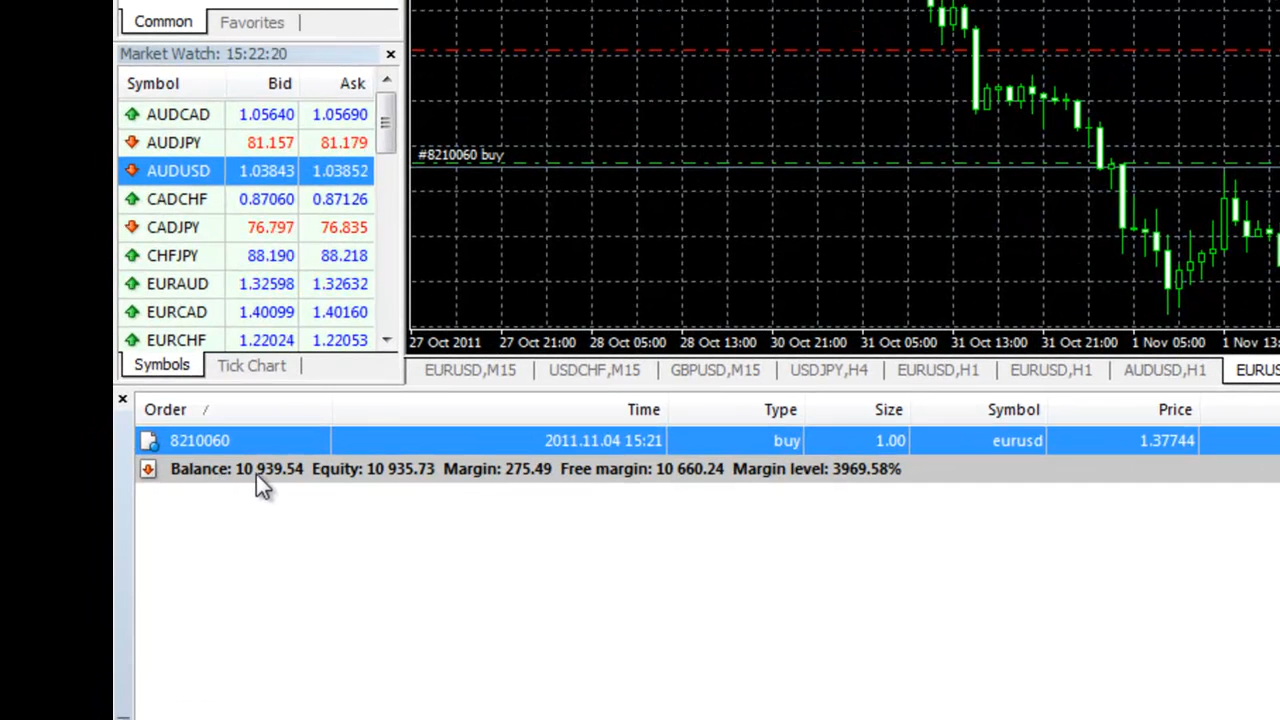 Common Favorites
Market Watch: 15:22:20
Symbol Bid Ask
AUDCAD 1.05640 1.05690
AUDJPY 81.157 81.179
AUDUSD 1.03843 1.03852
CADCHF 0.87060 0.87126
CADJPY 76.797 76.835
CHFJPY 88.190 88.218
EURAUD 1.32598 1.32632
EURCAD 1.40099 1.40160
EURCHF 1.22024 1.22053
Symbols Tick Chart
#8210060 buy
27 Oct 2011 27 Oct 21:00 28 Oct 05:00 28 Oct 13:00 30 Oct 21:00 31 Oct 05:00 31 Oct 13:00 31 Oct 21:00 1 Nov 05:00 1 Nov 13:
EURUSD,M15 USDCHF,M15 GBPUSD,M15 USDJPY,H4 EURUSD,H1 EURUSD,H1 AUDUSD,H1 EURUS
Order / Time Type Size Symbol Price
8210060 2011.11.04 15:21 buy 1.00 eurusd 1.37744
Balance: 10 939.54 Equity: 10 935.73 Margin: 275.49 Free margin: 10 660.24 Margin level: 3969.58%